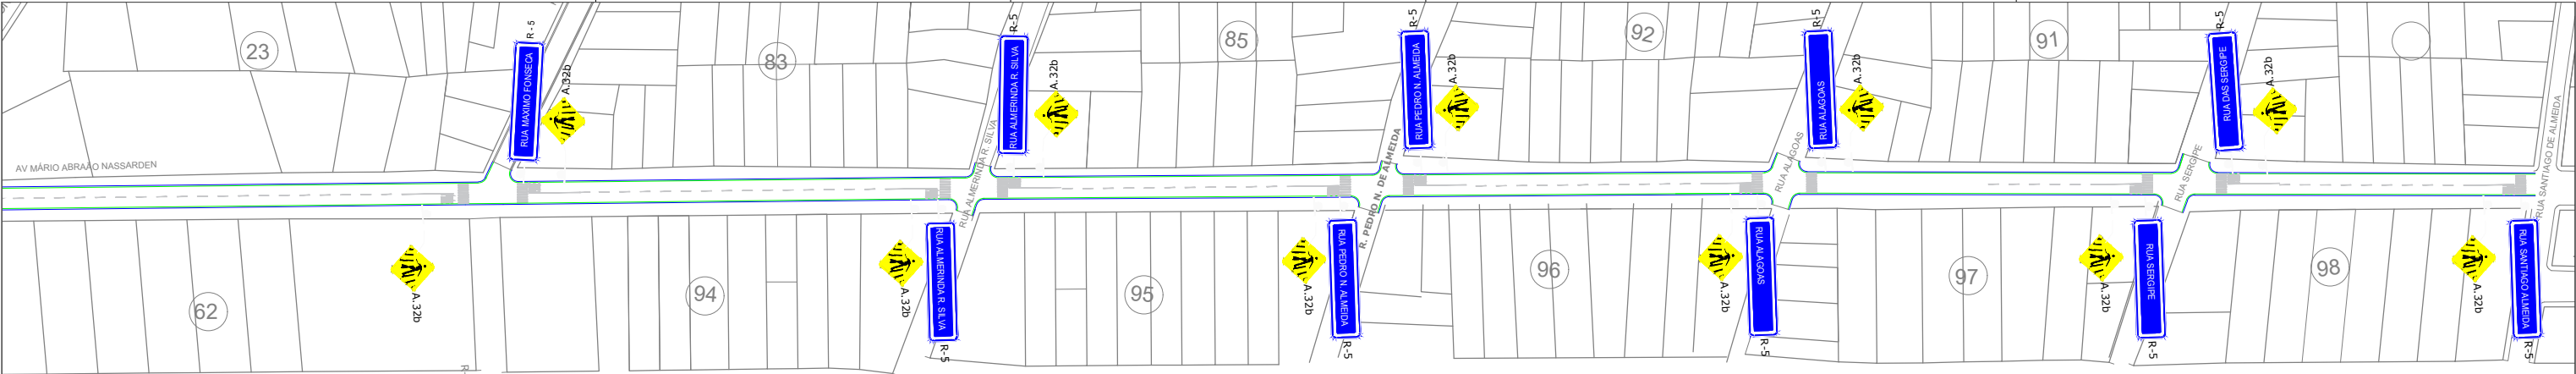 R-5
R-5
R-5
R-5
R-5
23
83
85
92
91
RUA MAXIMO FONSECA
A.32b
RUA ALMERINDA R. SILVA
A.32b
RUA PEDRO N. ALMEIDA
A.32b
RUA ALAGOAS
A.32b
RUA DAS SERGIPE
A.32b
AV MÁRIO ABRAÃO NASSARDEN
RUA ALMERINDA R. SILVA
R. PEDRO N. DE ALMEIDA
RUA ALAGOAS
RUA SERGIPE
RUA SANTIAGO DE ALMEIDA
62
A.32b
94
A.32b
RUA ALMERINDA R. SILVA
R-5
95
A.32b
RUA PEDRO N. ALMEIDA
R-5
96
A.32b
RUA ALAGOAS
R-5
97
A.32b
RUA SERGIPE
R-5
98
A.32b
RUA SANTIAGO ALMEIDA
R-5